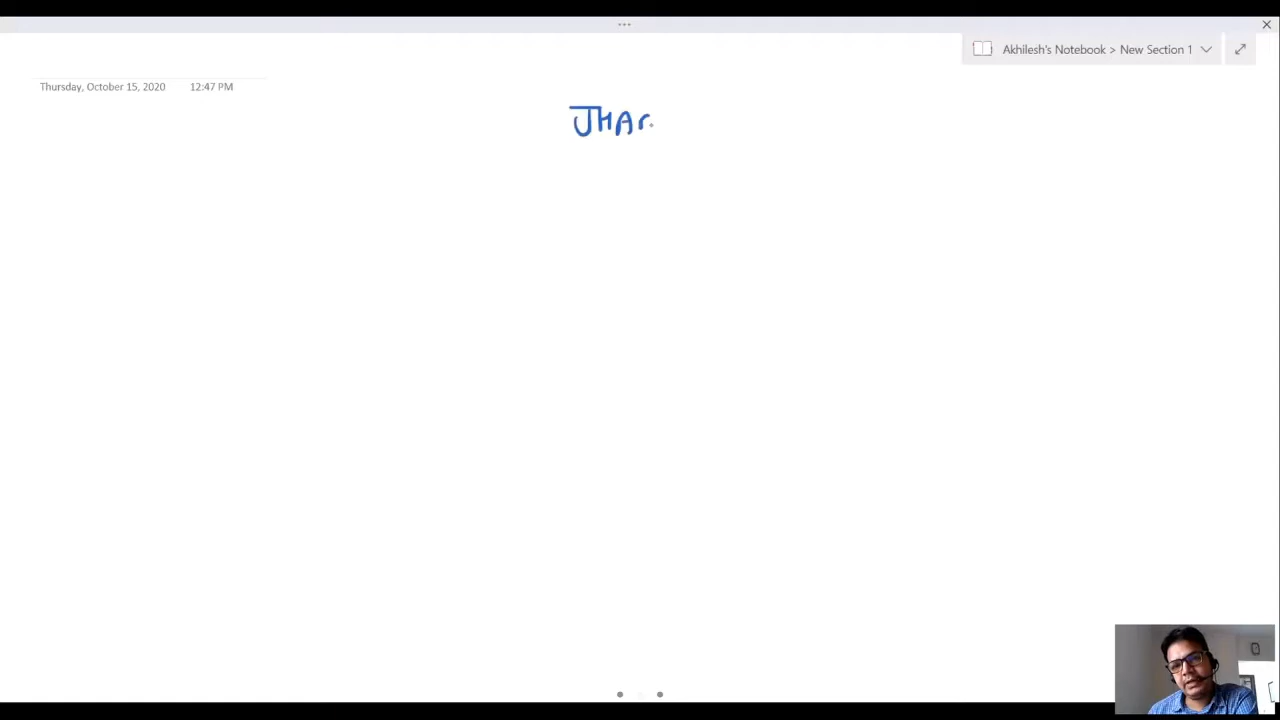 Akhilesh's Notebook > New Section 1
Thursday, October 15, 2020 12:47 PM
JHAr